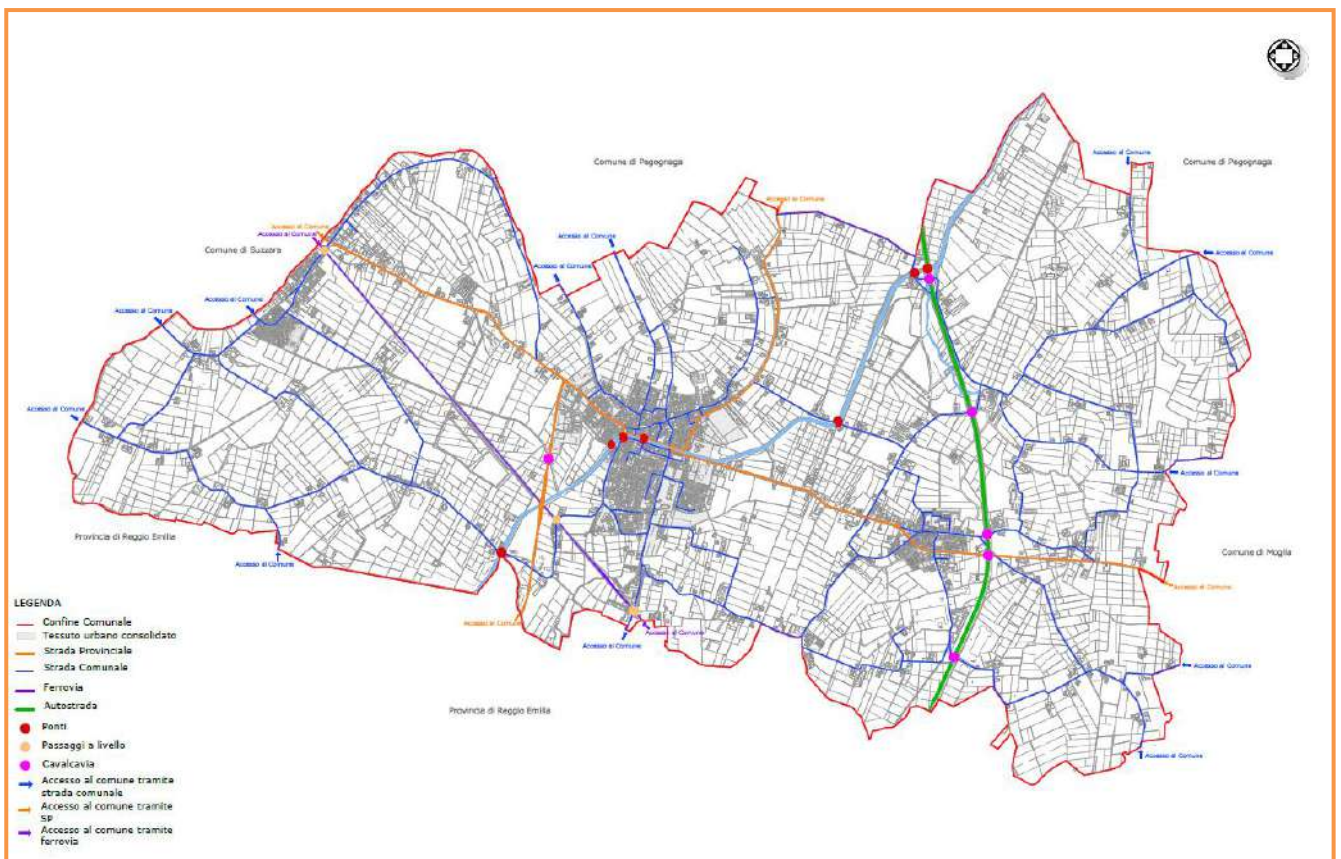 Comune di Pegognaga
Accesso al Comune
Comune di Pegognaga
Accesso al Comune
Accesso al Comune
Accesso al Comune
Comune di Suzzara
Accesso al Comune
Accesso al Comune
Accesso al Comune
Accesso al Comune
Accesso al Comune
Accesso al Comune
Accesso al Comune
Accesso al Comune
Provincia di Reggio Emilia
Comune di Moglia
Accesso al Comune
Accesso al Comune
Accesso al Comune
Accesso al Comune
Accesso al Comune
Accesso al Comune
Provincia di Reggio Emilia
Accesso al Comune
LEGENDA
Confine Comunale
Tessuto urbano consolidato
Strada Provinciale
Strada Comunale
Ferrovia
Autostrada
Ponti
Passaggi a livello
Cavalcavia
Accesso al comune tramite
strada comunale
Accesso al comune tramite
SP
Accesso al comune tramite
ferrovia